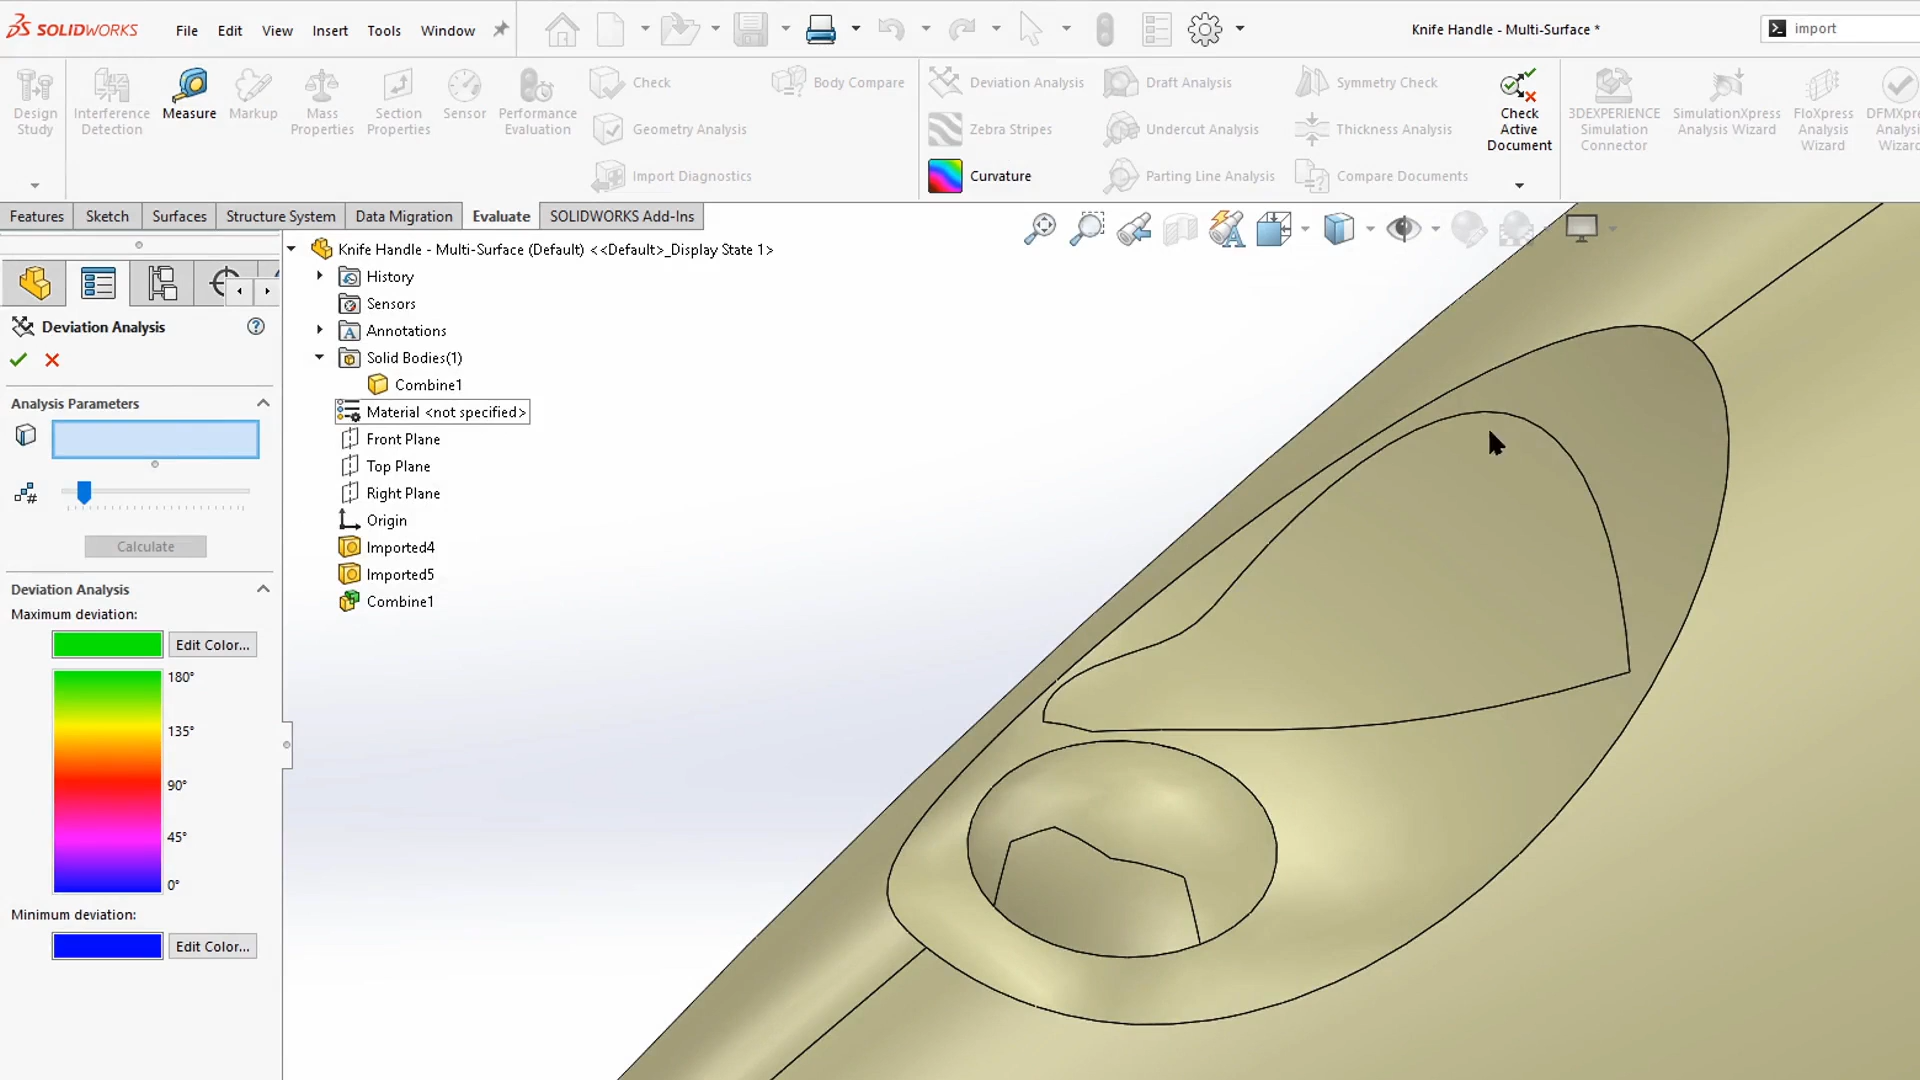 SOLIDWORKS
File Edit View Insert Tools Window
Knife Handle - Multi-Surface *
import
Design Study
Interference Detection
Measure
Markup
Mass Properties
Section Properties
Sensor
Performance Evaluation
Check
Geometry Analysis
Import Diagnostics
Body Compare
Deviation Analysis
Zebra Stripes
Curvature
Draft Analysis
Undercut Analysis
Parting Line Analysis
Symmetry Check
Thickness Analysis
Compare Documents
Check Active Document
3DEXPERIENCE Simulation Connector
SimulationXpress Analysis Wizard
FloXpress Analysis Wizard
DFMXpr Analysi Wizar
Features Sketch Surfaces Structure System Data Migration Evaluate SOLIDWORKS Add-Ins
Deviation Analysis
Analysis Parameters
Calculate
Deviation Analysis
Maximum deviation:
Edit Color...
180°
135°
90°
45°
0°
Minimum deviation:
Edit Color...
Knife Handle - Multi-Surface (Default) <<Default>_Display State 1>
History
Sensors
Annotations
Solid Bodies(1)
Combine1
Material <not specified>
Front Plane
Top Plane
Right Plane
Origin
Imported4
Imported5
Combine1